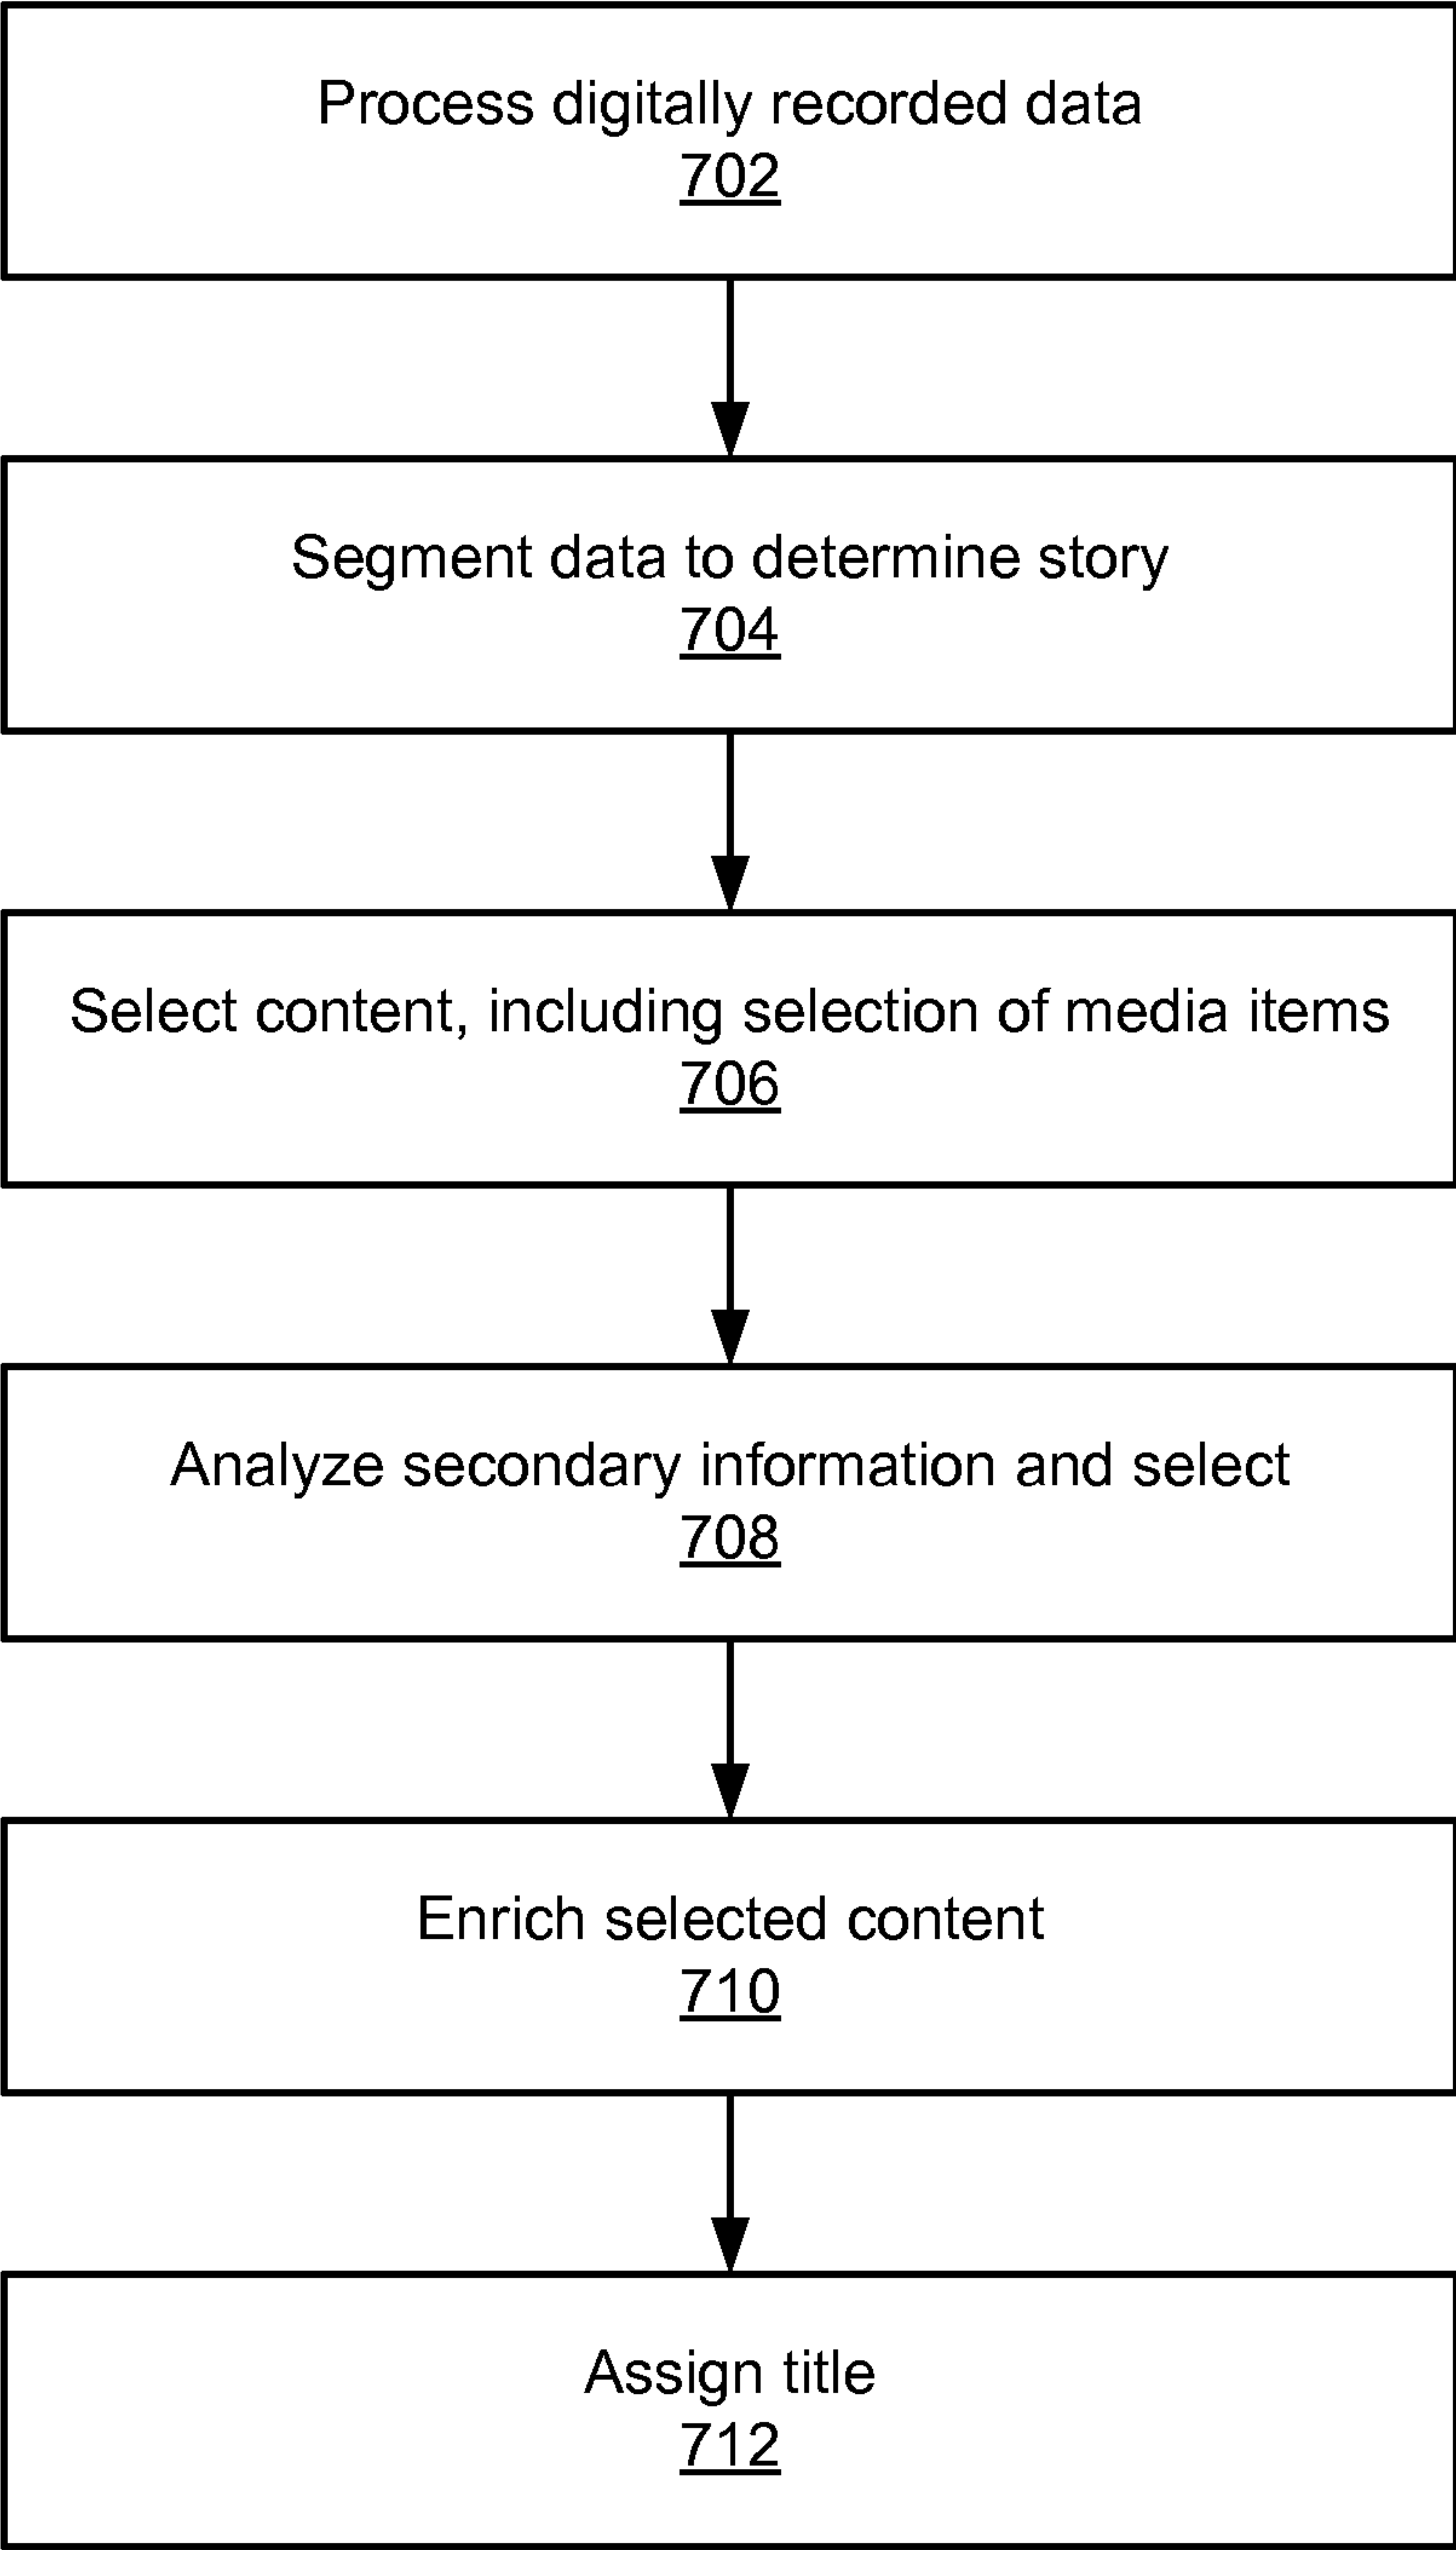 Process digitally recorded data
702
Segment data to determine story
704
Select content, including selection of media items
706
Analyze secondary information and select
708
Enrich selected content
710
Assign title
712